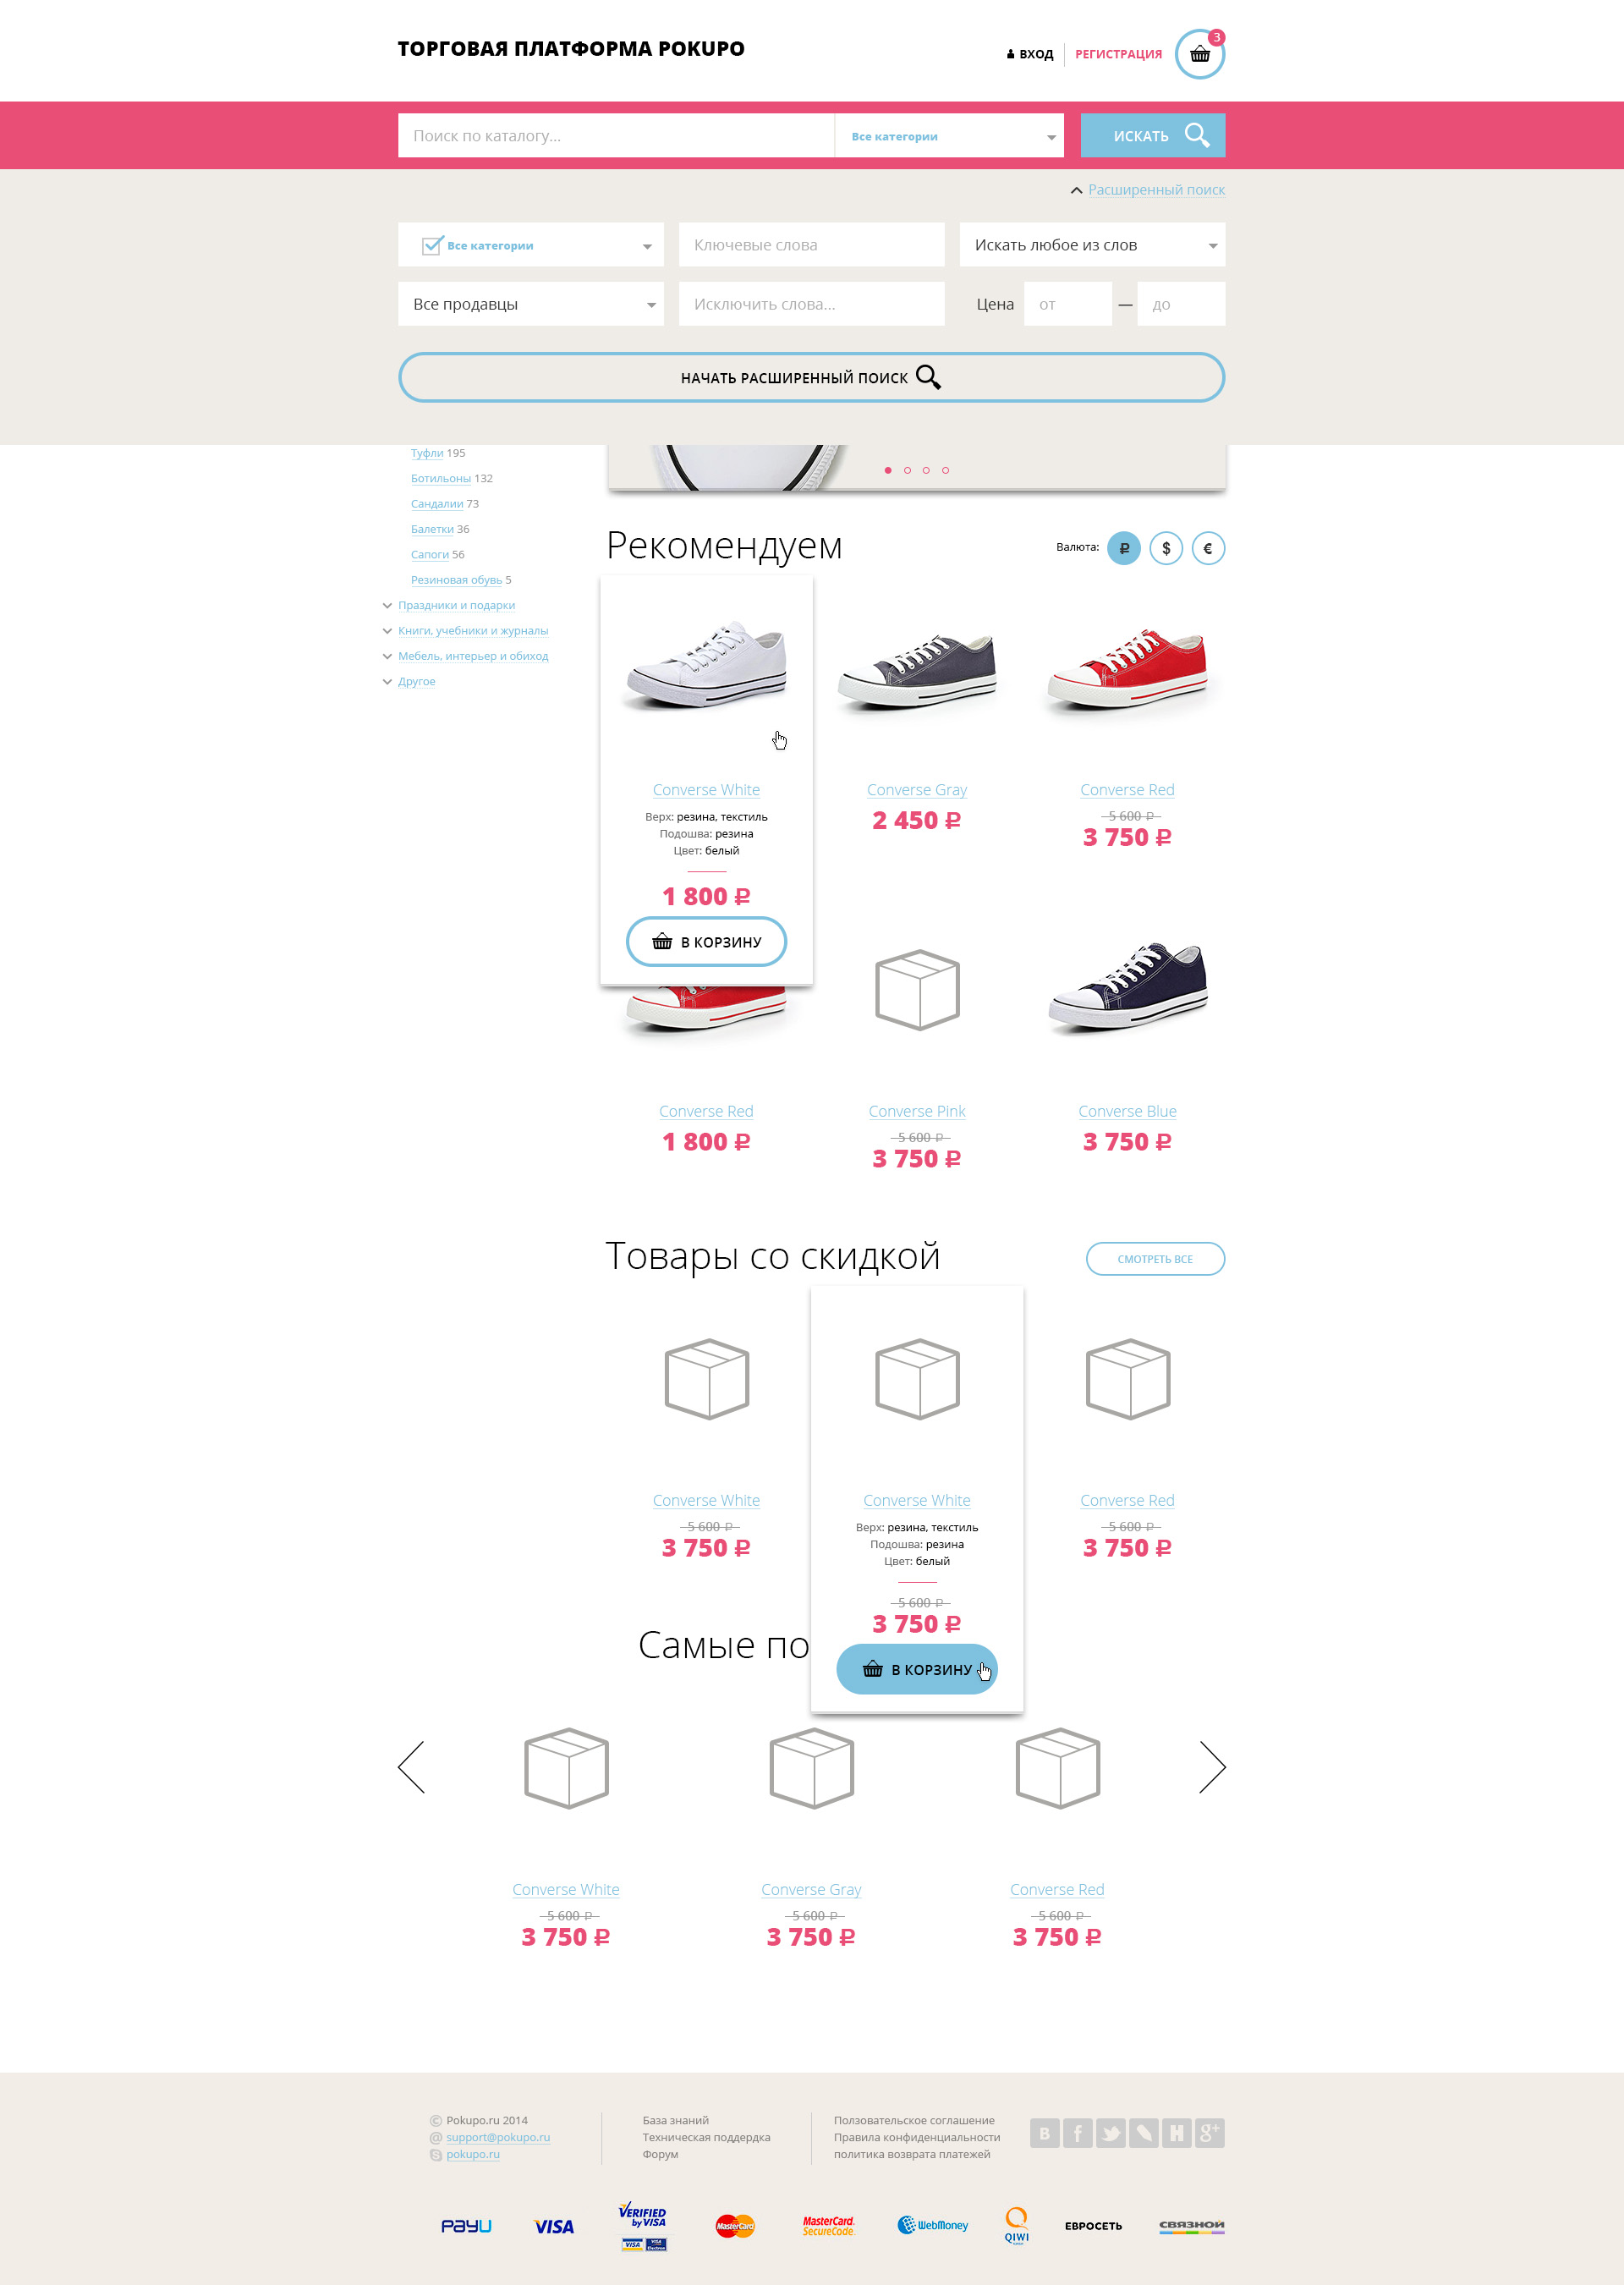 ТОРГОВАЯ ПЛАТФОРМА POKUPO
ВХОД
РЕГИСТРАЦИЯ
3
Поиск по каталогу...
Все категории
ИСКАТЬ
Расширенный поиск
Все категории
Ключевые слова
Искать любое из слов
Все продавцы
Исключить слова...
Цена от — до
НАЧАТЬ РАСШИРЕННЫЙ ПОИСК
Туфли 195
Ботильоны 132
Сандалии 73
Балетки 36
Сапоги 56
Резиновая обувь 5
Праздники и подарки
Книги, учебники и журналы
Мебель, интерьер и обиход
Другое
Рекомендуем
Валюта: ₽ $ €
Converse White
Верх: резина, текстиль
Подошва: резина
Цвет: белый
1 800 ₽
В КОРЗИНУ
Converse Gray
2 450 ₽
Converse Red
5 600 ₽
3 750 ₽
Converse Red
1 800 ₽
Converse Pink
5 600 ₽
3 750 ₽
Converse Blue
3 750 ₽
Товары со скидкой
СМОТРЕТЬ ВСЕ
Converse White
5 600 ₽
3 750 ₽
Converse White
Верх: резина, текстиль
Подошва: резина
Цвет: белый
5 600 ₽
3 750 ₽
В КОРЗИНУ
Converse Red
5 600 ₽
3 750 ₽
Самые по
Converse White
5 600 ₽
3 750 ₽
Converse Gray
5 600 ₽
3 750 ₽
Converse Red
5 600 ₽
3 750 ₽
© Pokupo.ru 2014
@ support@pokupo.ru
pokupo.ru
База знаний
Техническая поддердка
Форум
Ползовательское соглашение
Правила конфиденциальности
политика возврата платежей
B f H g+
PayU
VISA
VERIFIED by VISA
VISA VISA Electron
MasterCard
MasterCard. SecureCode.
WebMoney
QIWI
ЕВРОСЕТЬ
СВЯЗНОЙ